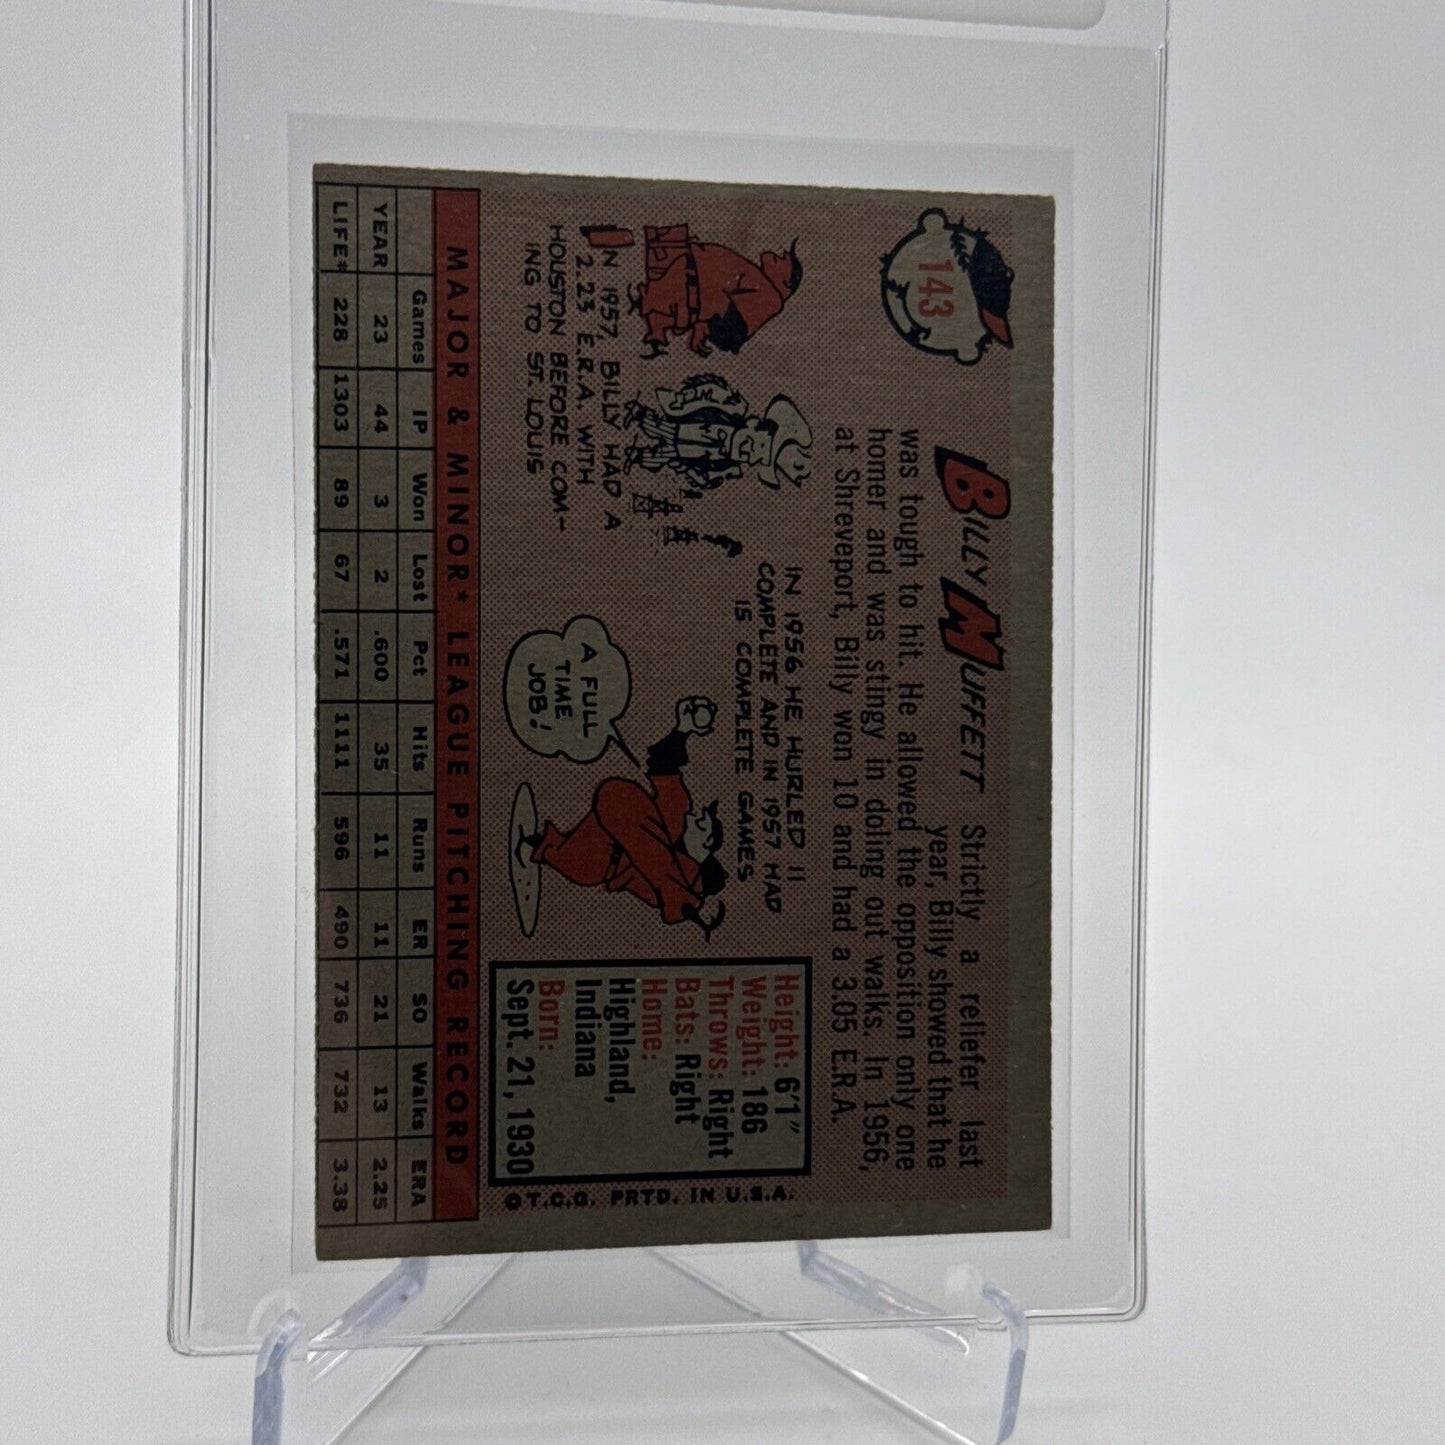 143
BILLY MUFFETT Strictly a reliefer last
year, Billy showed that he
was tough to hit. He allowed the opposition only one
homer and was stingy in doling out walks. In 1956,
at Shreveport, Billy won 10 and had a 3.05 E.R.A.
IN 1957, BILLY HAD A
2.23 E.R.A. WITH
HOUSTON BEFORE COM-
ING TO ST. LOUIS
IN 1956 HE HURLED 11
COMPLETE AND IN 1957 HAD
15 COMPLETE GAMES
A FULL
TIME
JOB!
Height: 6'1"
Weight: 186
Throws: Right
Bats: Right
Home:
Highland,
Indiana
Born:
Sept. 21, 1930
© T.C.G. PRTD. IN U.S.A.
MAJOR & MINOR* LEAGUE PITCHING RECORD
Games IP Won Lost Pct Hits Runs ER SO Walks ERA
YEAR 23 44 3 2 .600 35 11 11 21 13 2.25
LIFE* 228 1303 89 67 .571 1111 596 490 736 732 3.38